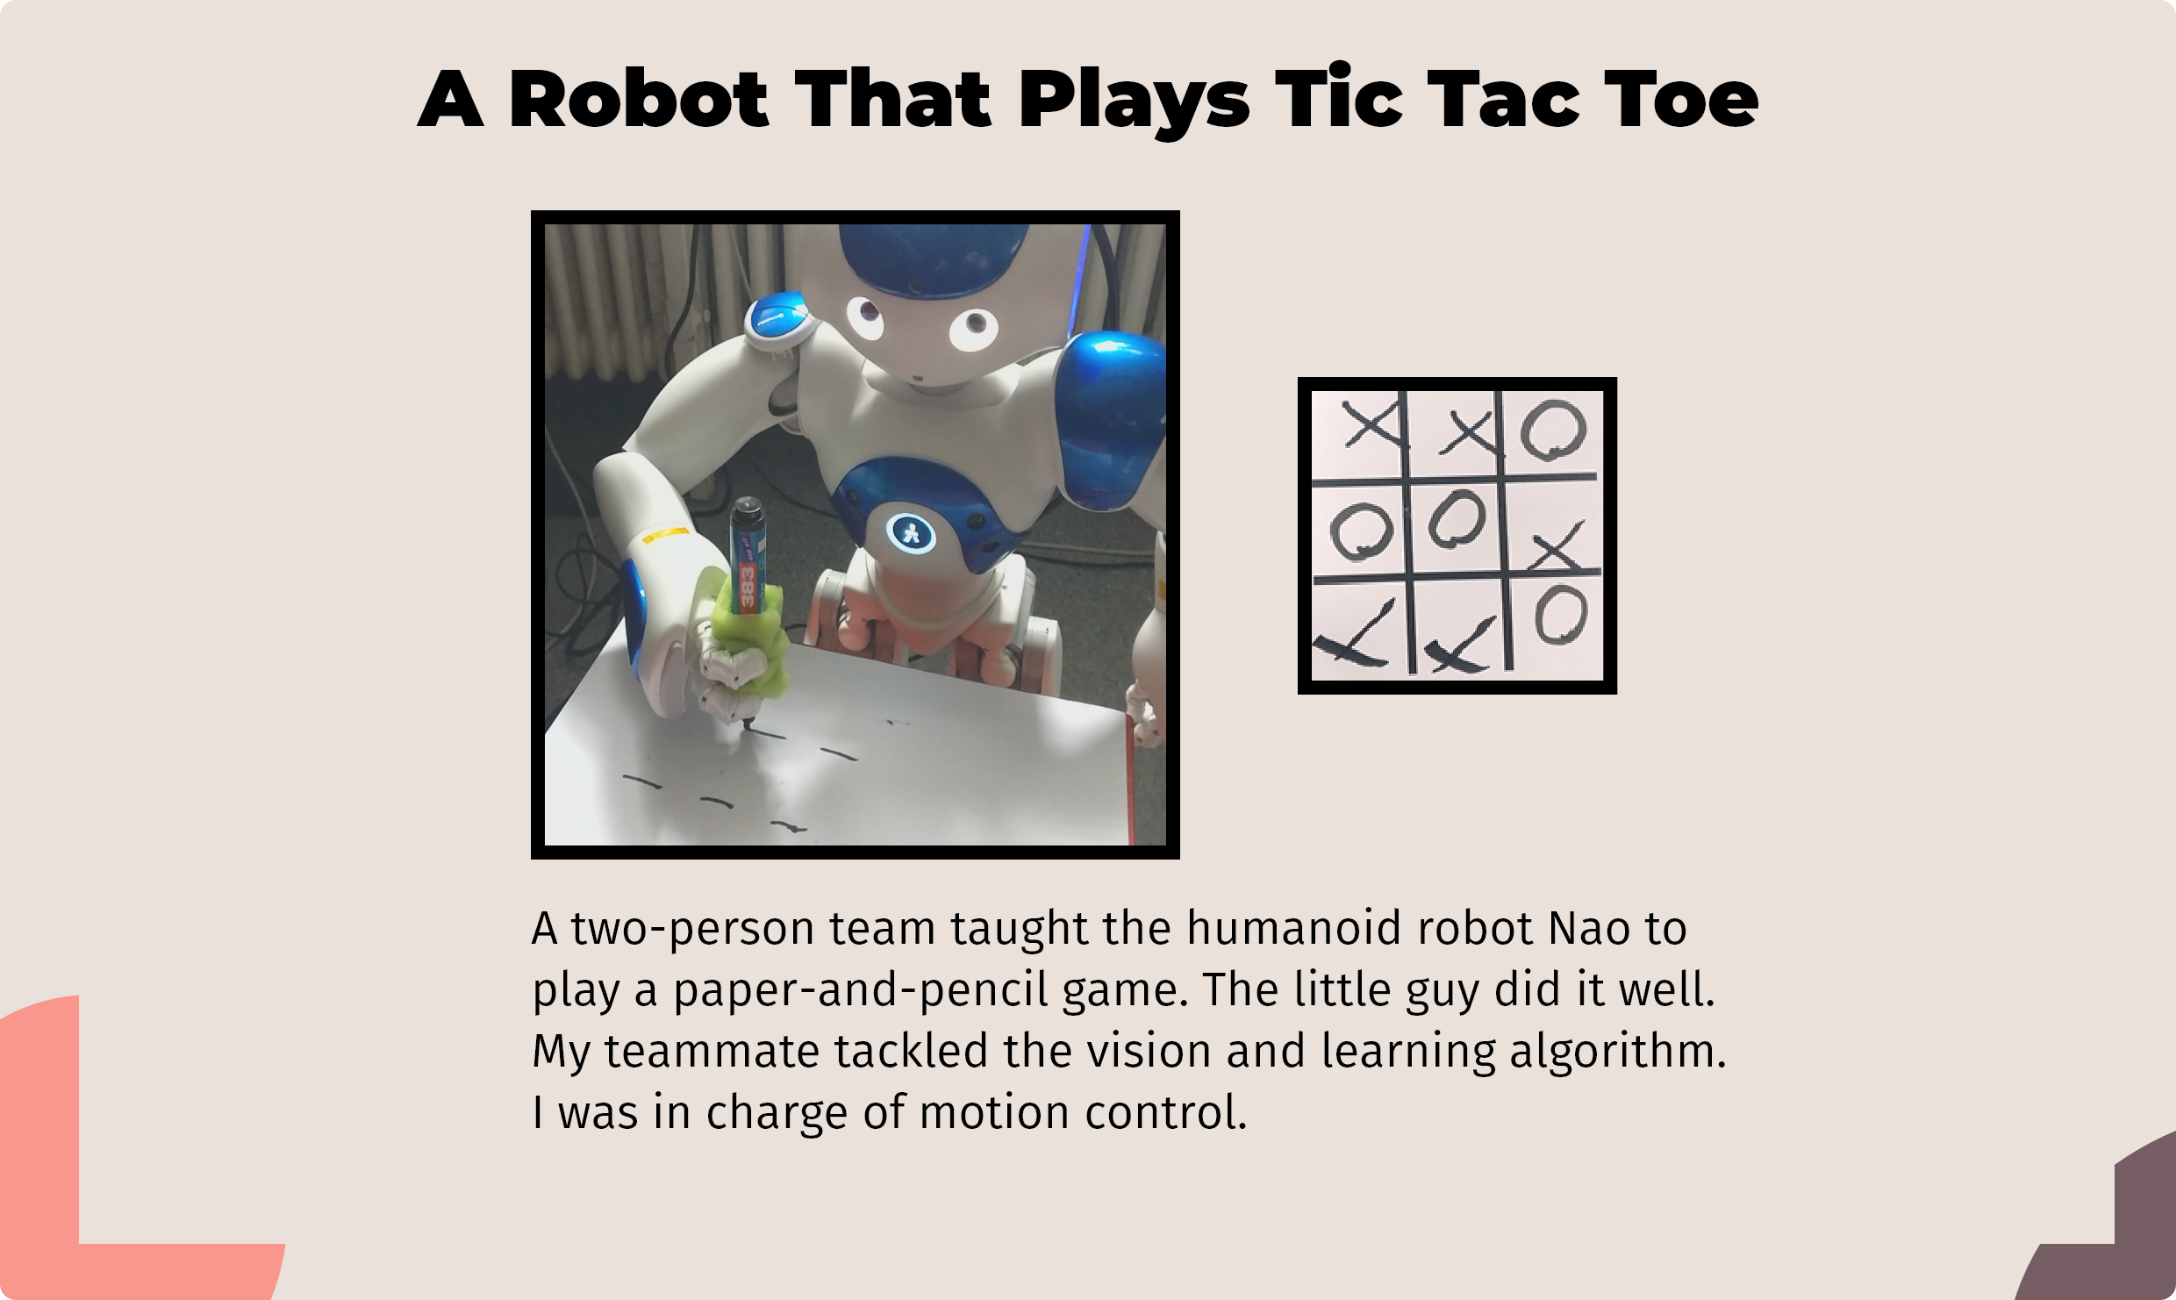 A Robot That Plays Tic Tac Toe
383
X X O
O O X
X X O
A two-person team taught the humanoid robot Nao to
play a paper-and-pencil game. The little guy did it well.
My teammate tackled the vision and learning algorithm.
I was in charge of motion control.